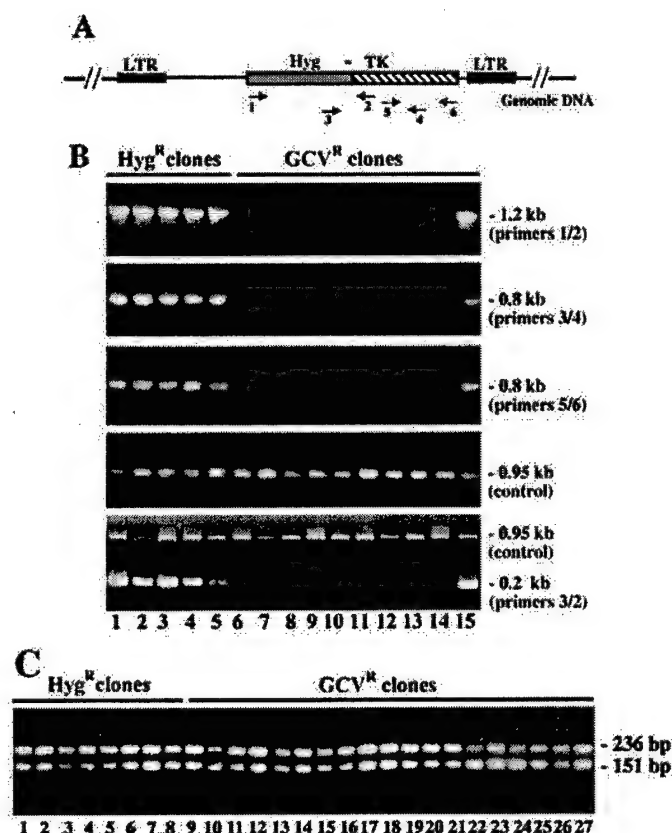 A
LTR Hyg - TK LTR
1 3 2 5 4 6 Genomic DNA
B
Hyg^R clones GCV^R clones
- 1.2 kb
(primers 1/2)
- 0.8 kb
(primers 3/4)
- 0.8 kb
(primers 5/6)
- 0.95 kb
(control)
- 0.95 kb
(control)
- 0.2 kb
(primers 3/2)
1 2 3 4 5 6 7 8 9 10 11 12 13 14 15
C
Hyg^R clones GCV^R clones
- 236 bp
- 151 bp
1 2 3 4 5 6 7 8 9 10 11 12 13 14 15 16 17 18 19 20 21 22 23 24 25 26 27